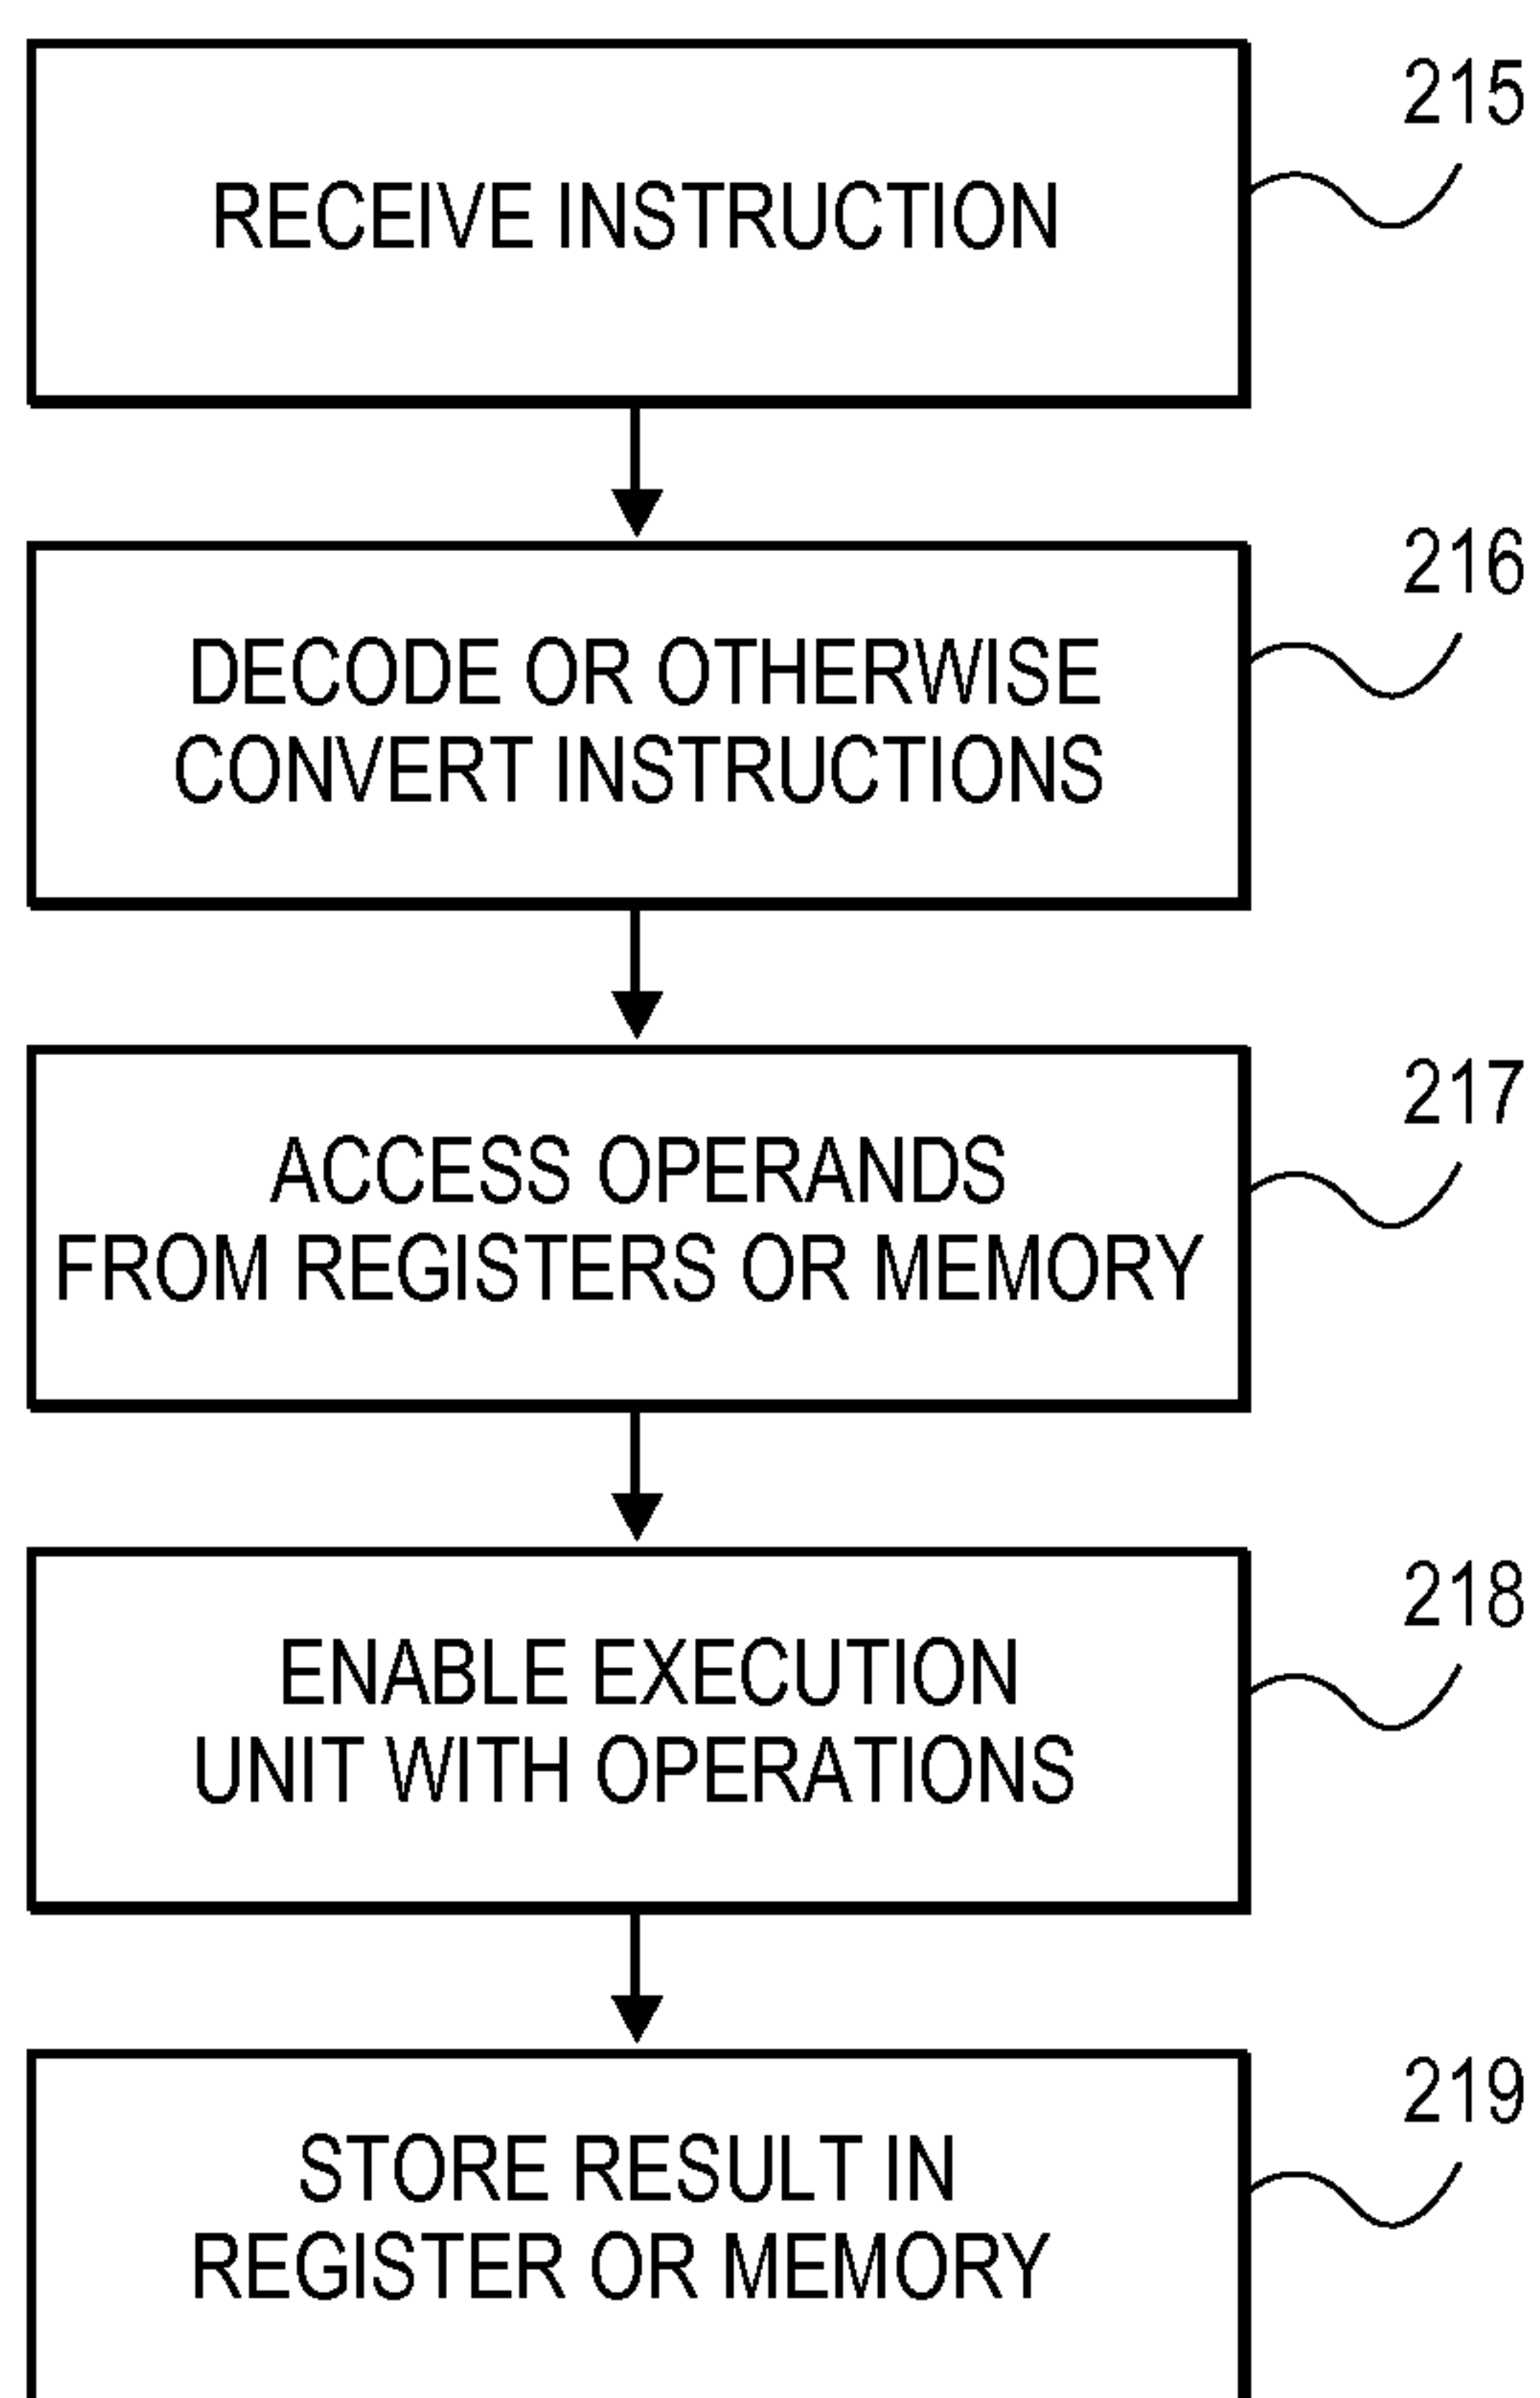 RECEIVE INSTRUCTION
215
DECODE OR OTHERWISE
CONVERT INSTRUCTIONS
216
ACCESS OPERANDS
FROM REGISTERS OR MEMORY
217
ENABLE EXECUTION
UNIT WITH OPERATIONS
218
STORE RESULT IN
REGISTER OR MEMORY
219